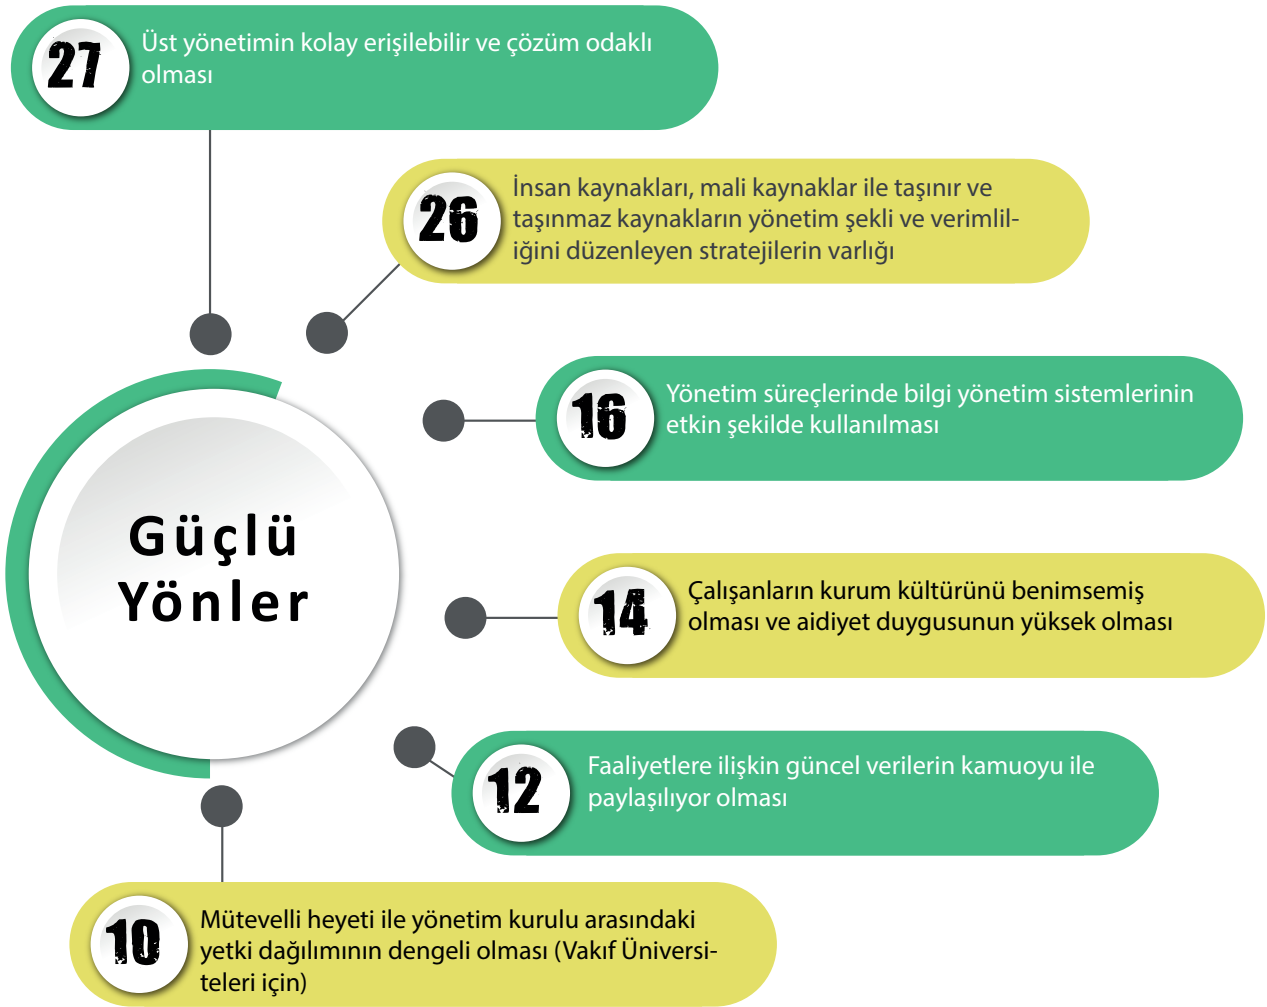 27
Üst yönetimin kolay erişilebilir ve çözüm odaklı
olması
26
İnsan kaynakları, mali kaynaklar ile taşınır ve
taşınmaz kaynakların yönetim şekli ve verimlil-
iğini düzenleyen stratejilerin varlığı
16
Yönetim süreçlerinde bilgi yönetim sistemlerinin
etkin şekilde kullanılması
Güçlü
Yönler
14
Çalışanların kurum kültürünü benimsemiş
olması ve aidiyet duygusunun yüksek olması
12
Faaliyetlere ilişkin güncel verilerin kamuoyu ile
paylaşılıyor olması
10
Mütevelli heyeti ile yönetim kurulu arasındaki
yetki dağılımının dengeli olması (Vakıf Üniversi-
teleri için)